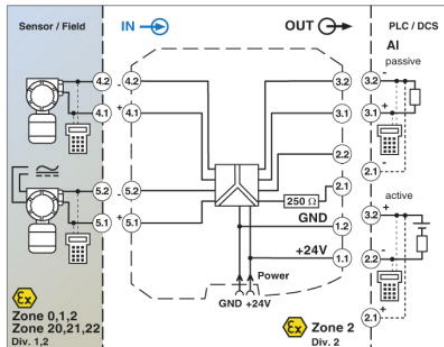 Sensor / Field
IN
OUT
PLC / DCS
AI
passive
4.2
4.2
-
3.2
3.2
-
4.1
+
4.1
3.1
3.1
+
2.2
2.1
-
5.2
-
5.2
2.1
active
250 Ω
3.2
+
5.1
+
5.1
GND
1.2
+24V
2.2
-
1.1
Power
GND +24V
2.1
+
Ex
Zone 0,1,2
Zone 20,21,22
Div. 1,2
Ex
Zone 2
Div. 2